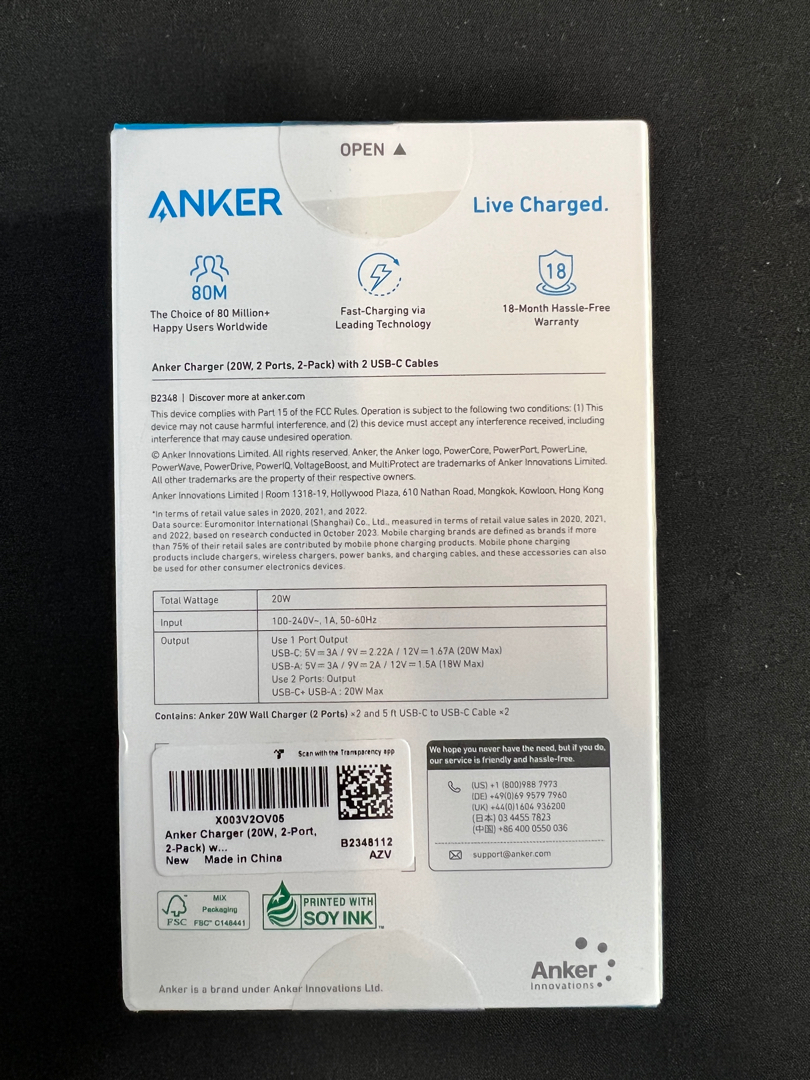 OPEN ▲
ANKER
Live Charged.
80M
The Choice of 80 Million+
Happy Users Worldwide
Fast-Charging via
Leading Technology
18
18-Month Hassle-Free
Warranty
Anker Charger (20W, 2 Ports, 2-Pack) with 2 USB-C Cables
B2348 | Discover more at anker.com
This device complies with Part 15 of the FCC Rules. Operation is subject to the following two conditions: (1) This
device may not cause harmful interference, and (2) this device must accept any interference received, including
interference that may cause undesired operation.
© Anker Innovations Limited. All rights reserved. Anker, the Anker logo, PowerCore, PowerPort, PowerLine,
PowerWave, PowerDrive, PowerIQ, VoltageBoost, and MultiProtect are trademarks of Anker Innovations Limited.
All other trademarks are the property of their respective owners.
Anker Innovations Limited | Room 1318-19, Hollywood Plaza, 610 Nathan Road, Mongkok, Kowloon, Hong Kong
*In terms of retail value sales in 2020, 2021, and 2022.
Data source: Euromonitor International (Shanghai) Co., Ltd., measured in terms of retail value sales in 2020, 2021,
and 2022, based on research conducted in October 2023. Mobile charging brands are defined as brands if more
than 75% of their retail sales are contributed by mobile phone charging products. Mobile phone charging
products include chargers, wireless chargers, power banks, and charging cables, and these accessories can also
be used for other consumer electronics devices.
Total Wattage 20W
Input 100-240V~, 1A, 50-60Hz
Output Use 1 Port Output
USB-C: 5V⎓3A / 9V⎓2.22A / 12V⎓1.67A (20W Max)
USB-A: 5V⎓3A / 9V⎓2A / 12V⎓1.5A (18W Max)
Use 2 Ports: Output
USB-C+ USB-A : 20W Max
Contains: Anker 20W Wall Charger (2 Ports) ×2 and 5 ft USB-C to USB-C Cable ×2
Scan with the Transparency app
X003V2OV05
Anker Charger (20W, 2-Port,
2-Pack) w...
New Made in China
B2348112
AZV
We hope you never have the need, but if you do,
our service is friendly and hassle-free.
(US) +1 (800)988 7973
(DE) +49(0)69 9579 7960
(UK) +44(0)1604 936200
(日本) 03 4455 7823
(中国) +86 400 0550 036
support@anker.com
FSC
MIX
Packaging
FSC® C148441
PRINTED WITH
SOY INK™
Anker is a brand under Anker Innovations Ltd.
Anker
Innovations